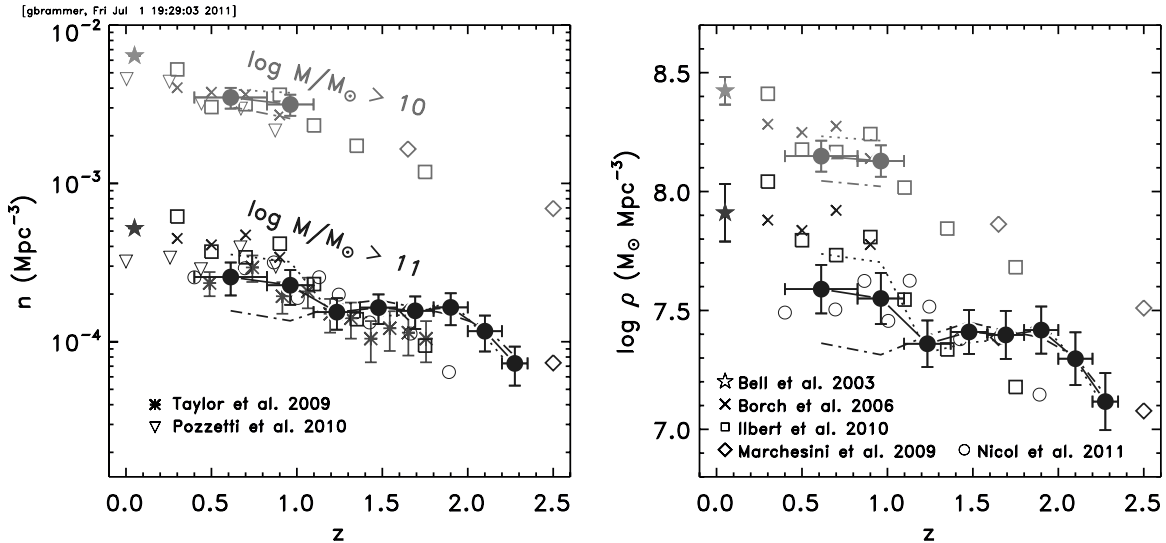 [gbrammer, Fri Jul 1 19:29:03 2011]
10⁻²
10⁻³
10⁻⁴
n (Mpc⁻³)
log M/M⊙ > 10
log M/M⊙ > 11
Taylor et al. 2009
Pozzetti et al. 2010
0.0 0.5 1.0 1.5 2.0 2.5
z
8.5
8.0
7.5
7.0
log ρ (M⊙ Mpc⁻³)
Bell et al. 2003
Borch et al. 2006
Ilbert et al. 2010
Marchesini et al. 2009 Nicol et al. 2011
0.0 0.5 1.0 1.5 2.0 2.5
z